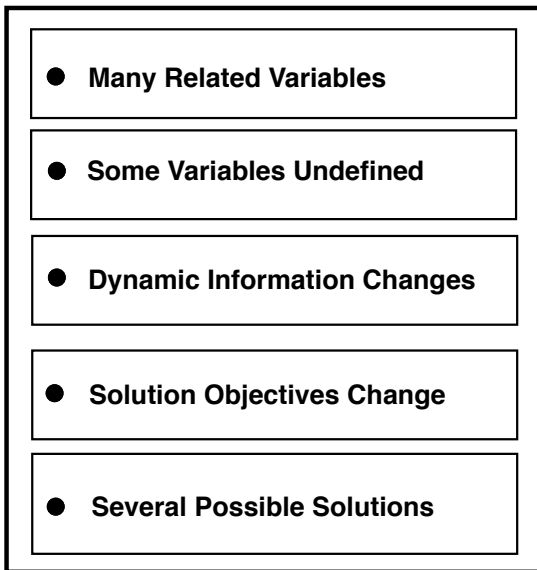 ● Many Related Variables
● Some Variables Undefined
● Dynamic Information Changes
● Solution Objectives Change
● Several Possible Solutions